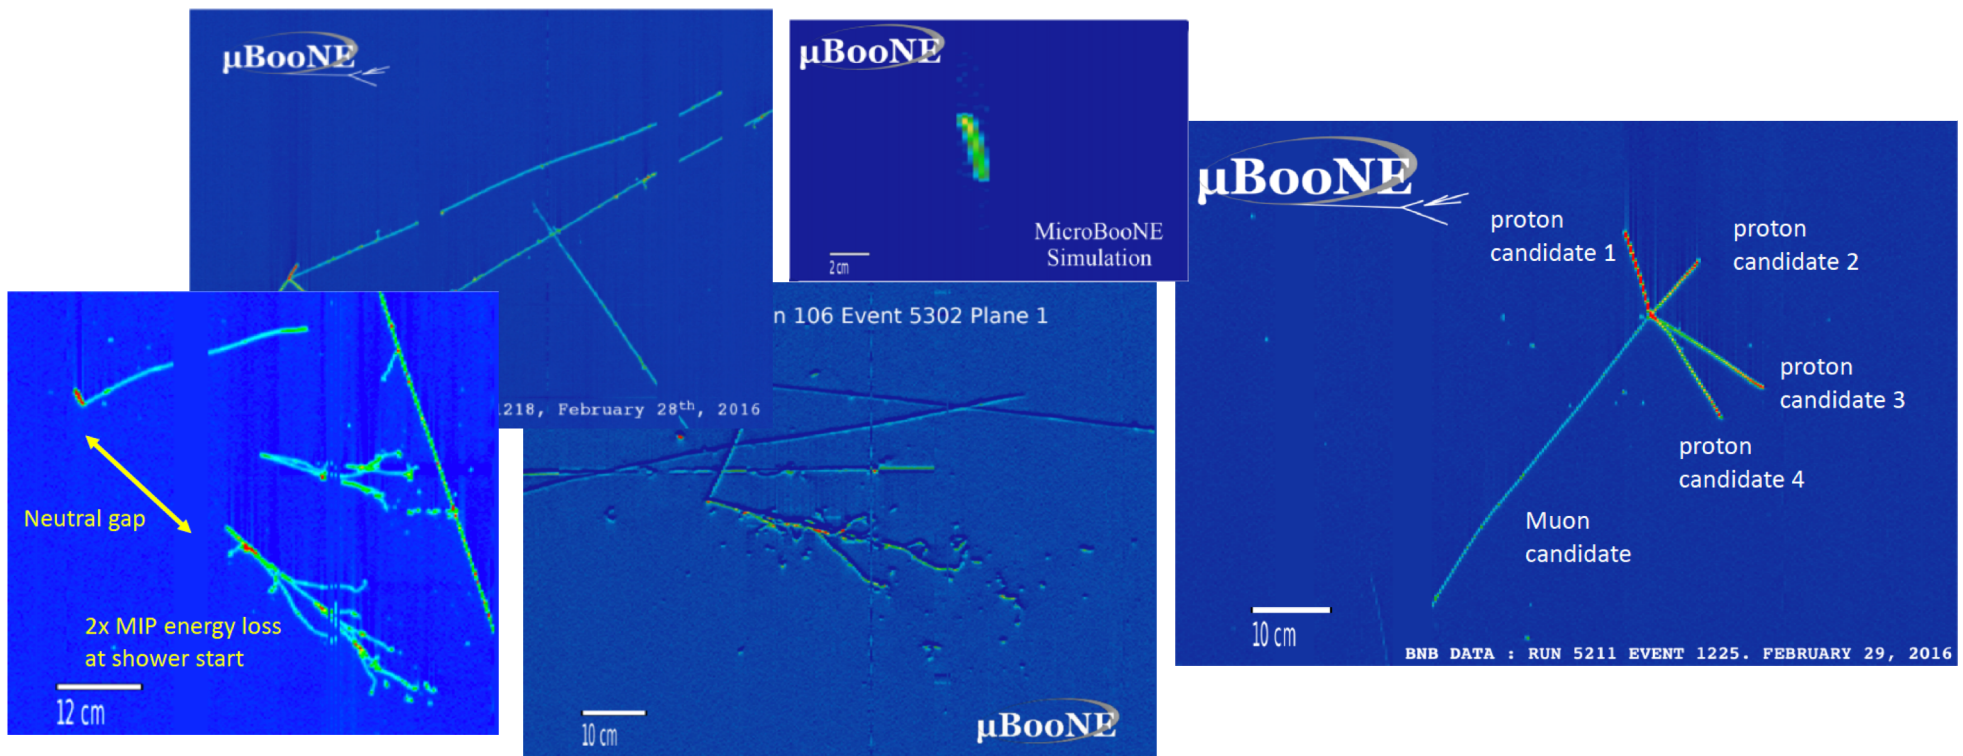 µBooNE
1218, February 28th, 2016
µBooNE
MicroBooNE
Simulation
2 cm
Neutral gap
2x MIP energy loss
at shower start
12 cm
n 106 Event 5302 Plane 1
10 cm
µBooNE
µBooNE
proton
candidate 1
proton
candidate 2
proton
candidate 3
proton
candidate 4
Muon
candidate
10 cm
BNB DATA : RUN 5211 EVENT 1225. FEBRUARY 29, 2016